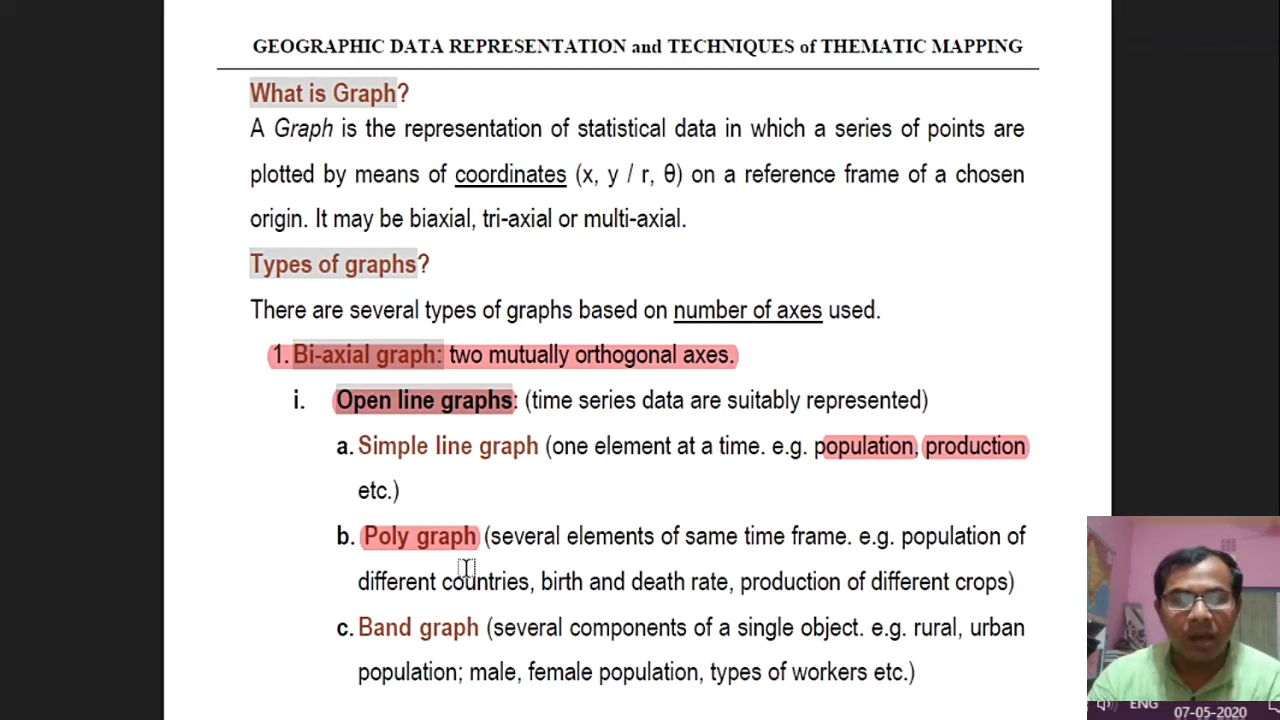 GEOGRAPHIC DATA REPRESENTATION and TECHNIQUES of THEMATIC MAPPING
What is Graph?
A Graph is the representation of statistical data in which a series of points are
plotted by means of coordinates (x, y / r, θ) on a reference frame of a chosen
origin. It may be biaxial, tri-axial or multi-axial.
Types of graphs?
There are several types of graphs based on number of axes used.
1. Bi-axial graph: two mutually orthogonal axes.
i. Open line graphs: (time series data are suitably represented)
a. Simple line graph (one element at a time. e.g. population, production
etc.)
b. Poly graph (several elements of same time frame. e.g. population of
different countries, birth and death rate, production of different crops)
c. Band graph (several components of a single object. e.g. rural, urban
population; male, female population, types of workers etc.)
ENG
07-05-2020